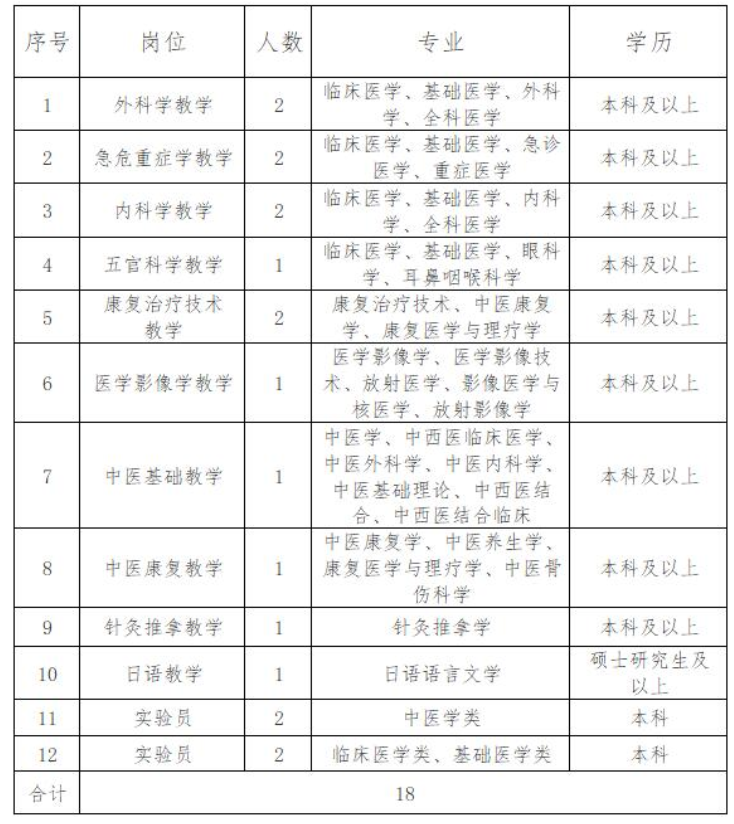 序号 岗位 人数 专业 学历
1 外科学教学 2 临床医学、基础医学、外科学、全科医学 本科及以上
2 急危重症学教学 2 临床医学、基础医学、急诊医学、重症医学 本科及以上
3 内科学教学 2 临床医学、基础医学、内科学、全科医学 本科及以上
4 五官科学教学 1 临床医学、基础医学、眼科学、耳鼻咽喉科学 本科及以上
5 康复治疗技术教学 2 康复治疗技术、中医康复学、康复医学与理疗学 本科及以上
6 医学影像学教学 1 医学影像学、医学影像技术、放射医学、影像医学与核医学、放射影像学 本科及以上
7 中医基础教学 1 中医学、中西医临床医学、中医外科学、中医内科学、中医基础理论、中西医结合、中西医结合临床 本科及以上
8 中医康复教学 1 中医康复学、中医养生学、康复医学与理疗学、中医骨伤科学 本科及以上
9 针灸推拿教学 1 针灸推拿学 本科及以上
10 日语教学 1 日语语言文学 硕士研究生及以上
11 实验员 2 中医学类 本科
12 实验员 2 临床医学类、基础医学类 本科
合计 18